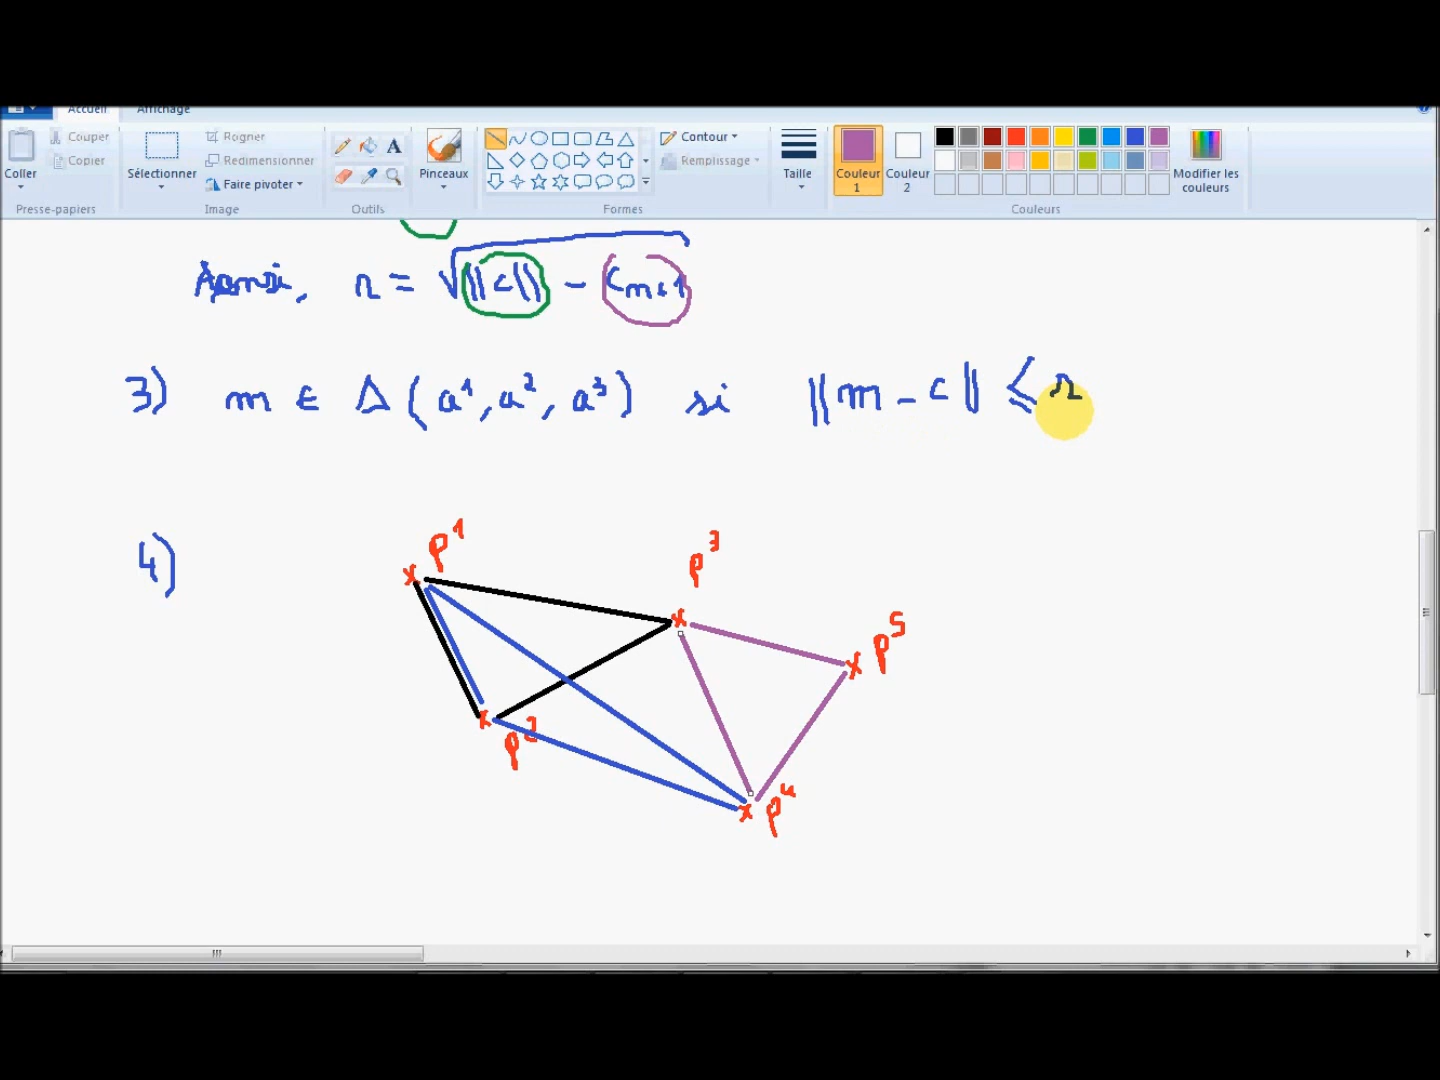 Accueil Affichage
Coller
Couper
Copier
Presse-papiers
Sélectionner
Rogner
Redimensionner
Faire pivoter
Image
Outils
Pinceaux
Contour
Remplissage
Formes
Taille
Couleur 1
Couleur 2
Modifier les couleurs
Couleurs
, r = √‖c‖ - c_{n+1}
3) m ∈ Δ(a¹, a², a³) si ‖m - c‖ ≤ r
4)
p¹
p³
p⁵
p²
p⁴